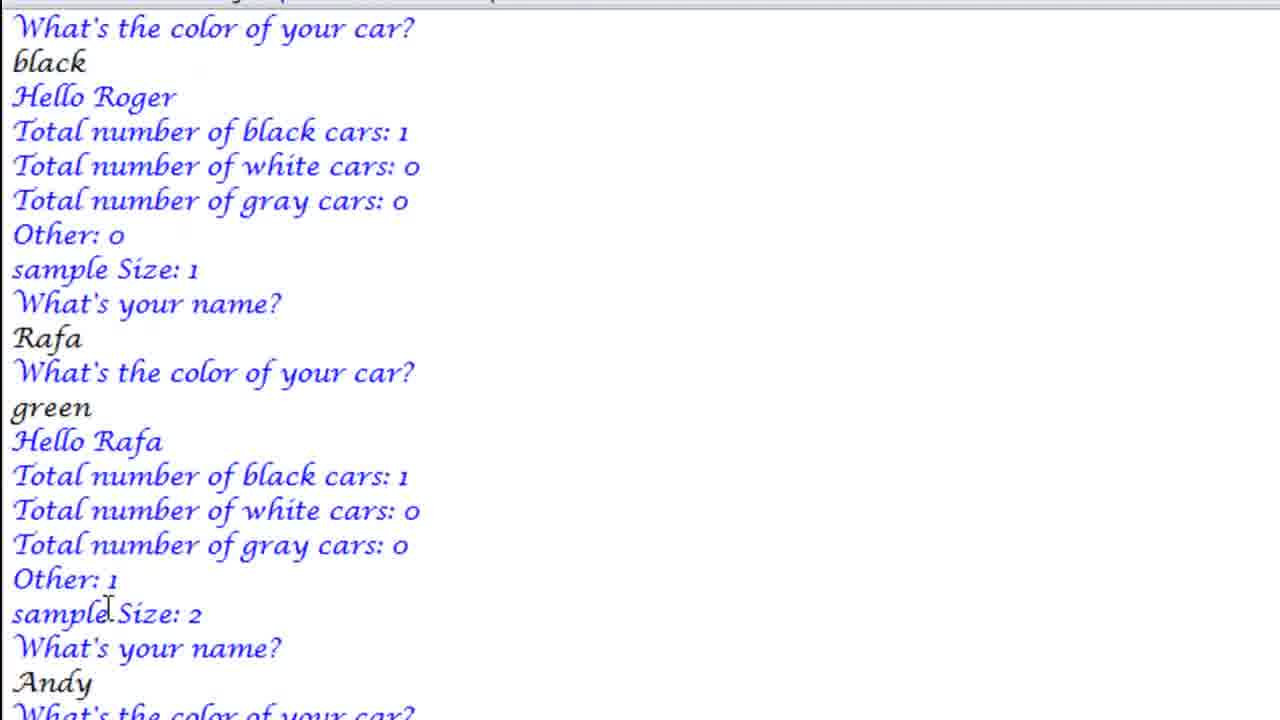 What's the color of your car?
black
Hello Roger
Total number of black cars: 1
Total number of white cars: 0
Total number of gray cars: 0
Other: 0
sample Size: 1
What's your name?
Rafa
What's the color of your car?
green
Hello Rafa
Total number of black cars: 1
Total number of white cars: 0
Total number of gray cars: 0
Other: 1
sample Size: 2
What's your name?
Andy
What's the color of your car?